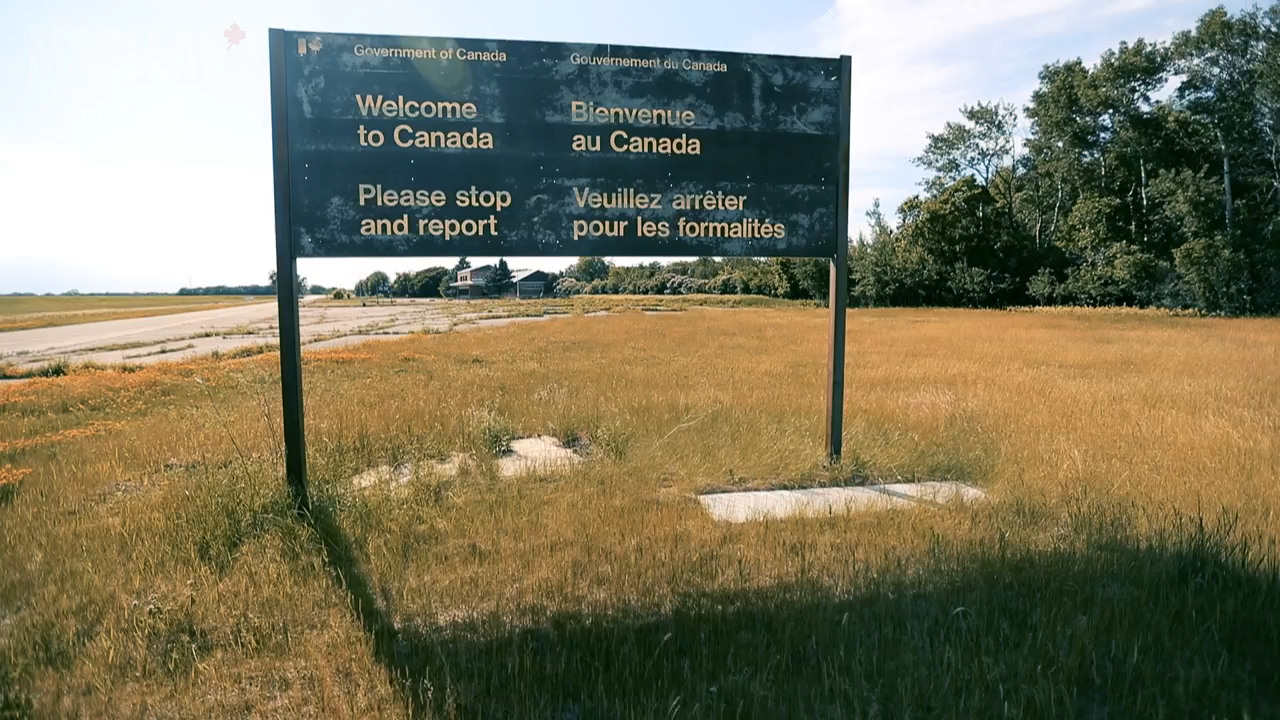 Government of Canada
Gouvernement du Canada
Welcome
to Canada
Bienvenue
au Canada
Please stop
and report
Veuillez arrêter
pour les formalités